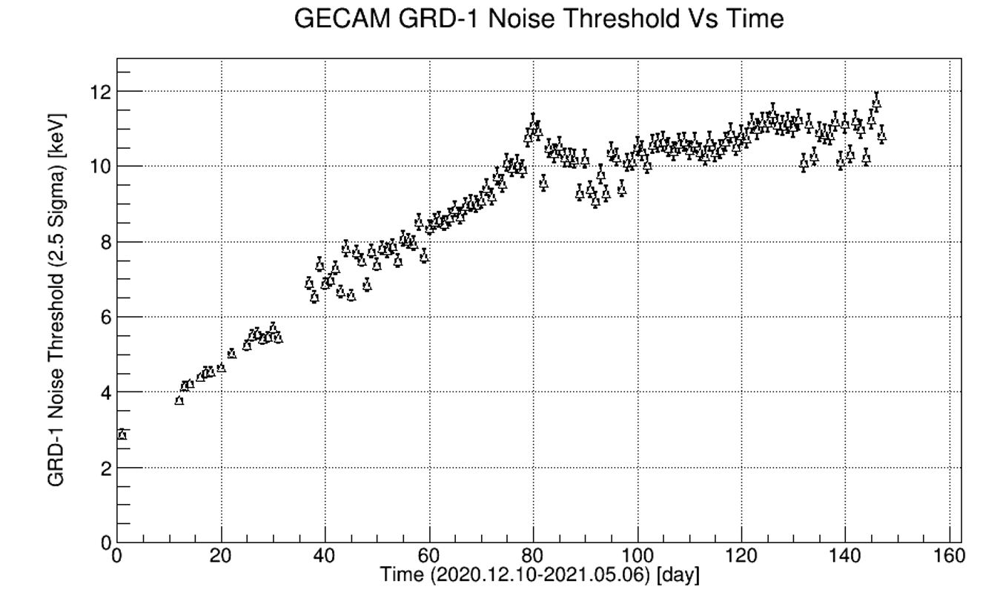 GECAM GRD-1 Noise Threshold Vs Time
GRD-1 Noise Threshold (2.5 Sigma) [keV]
12
10
8
6
4
2
0
0 20 40 60 80 100 120 140 160
Time (2020.12.10-2021.05.06) [day]